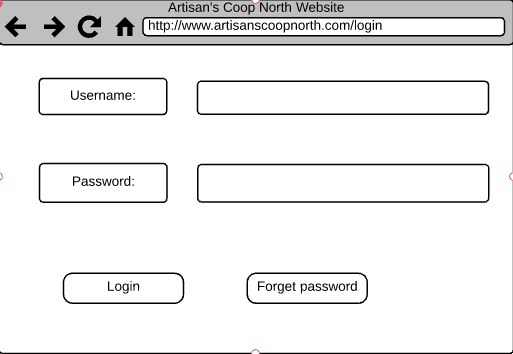 Artisan's Coop North Website
http://www.artisanscoopnorth.com/login
Username:
Password:
Login
Forget password